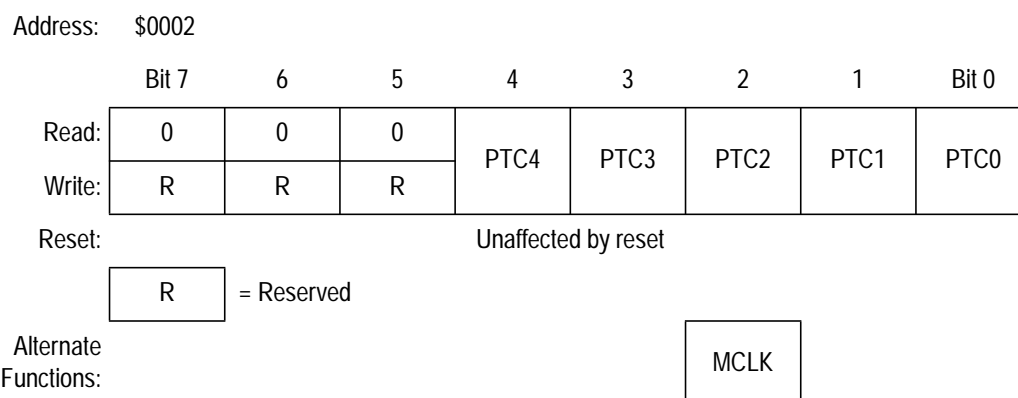 Address: $0002
Bit 7 6 5 4 3 2 1 Bit 0
Read: 0 0 0 PTC4 PTC3 PTC2 PTC1 PTC0
Write: R R R
Reset: Unaffected by reset
R = Reserved
Alternate
Functions: MCLK